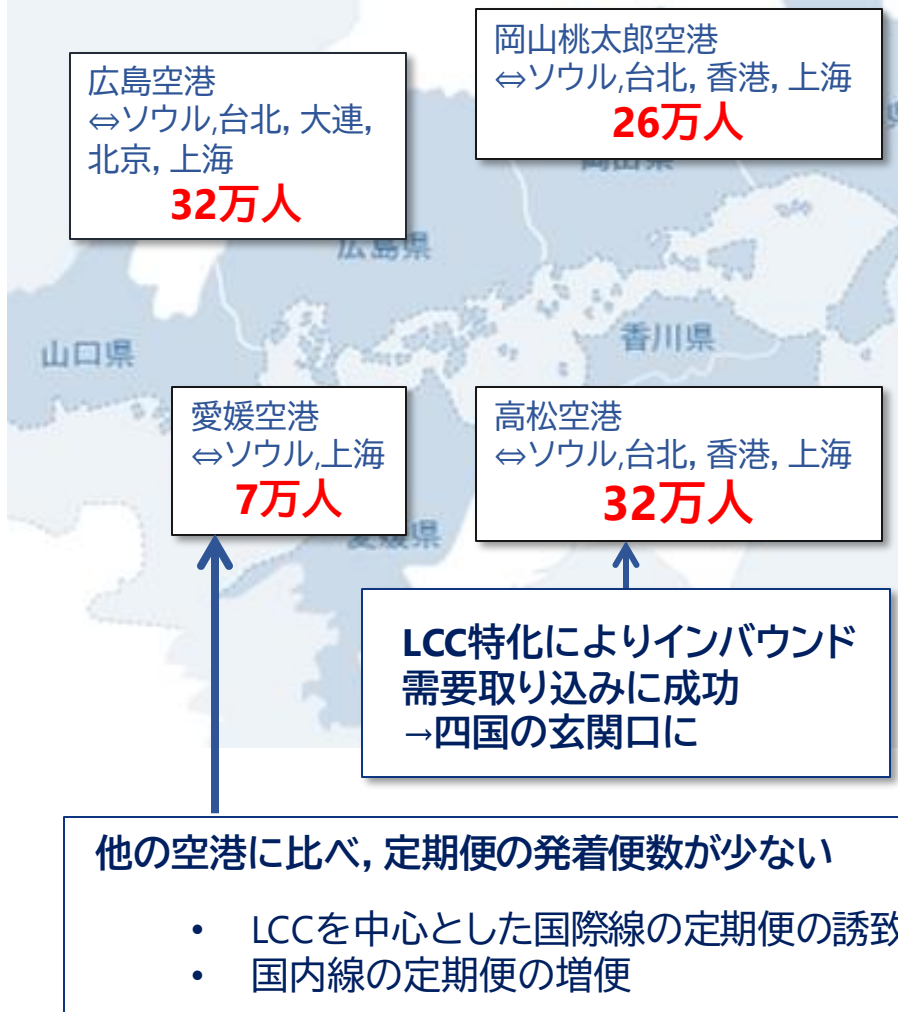 広島空港
⇔ソウル,台北, 大連,
北京, 上海
32万人
岡山桃太郎空港
⇔ソウル,台北, 香港, 上海
26万人
広島県
山口県
香川県
愛媛空港
⇔ソウル,上海
7万人
高松空港
⇔ソウル,台北, 香港, 上海
32万人
愛媛県
LCC特化によりインバウンド
需要取り込みに成功
→四国の玄関口に
他の空港に比べ, 定期便の発着便数が少ない
• LCCを中心とした国際線の定期便の誘致
• 国内線の定期便の増便